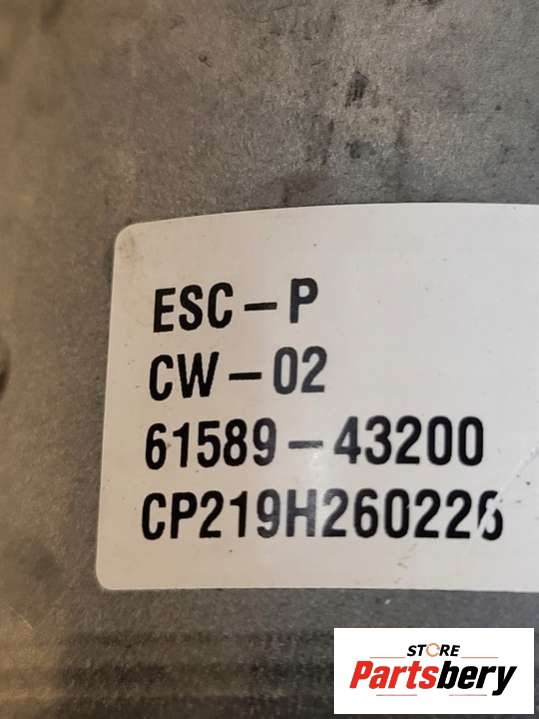 ESC-P
CW-02
61589-43200
CP219H260226
STORE
Partsbery